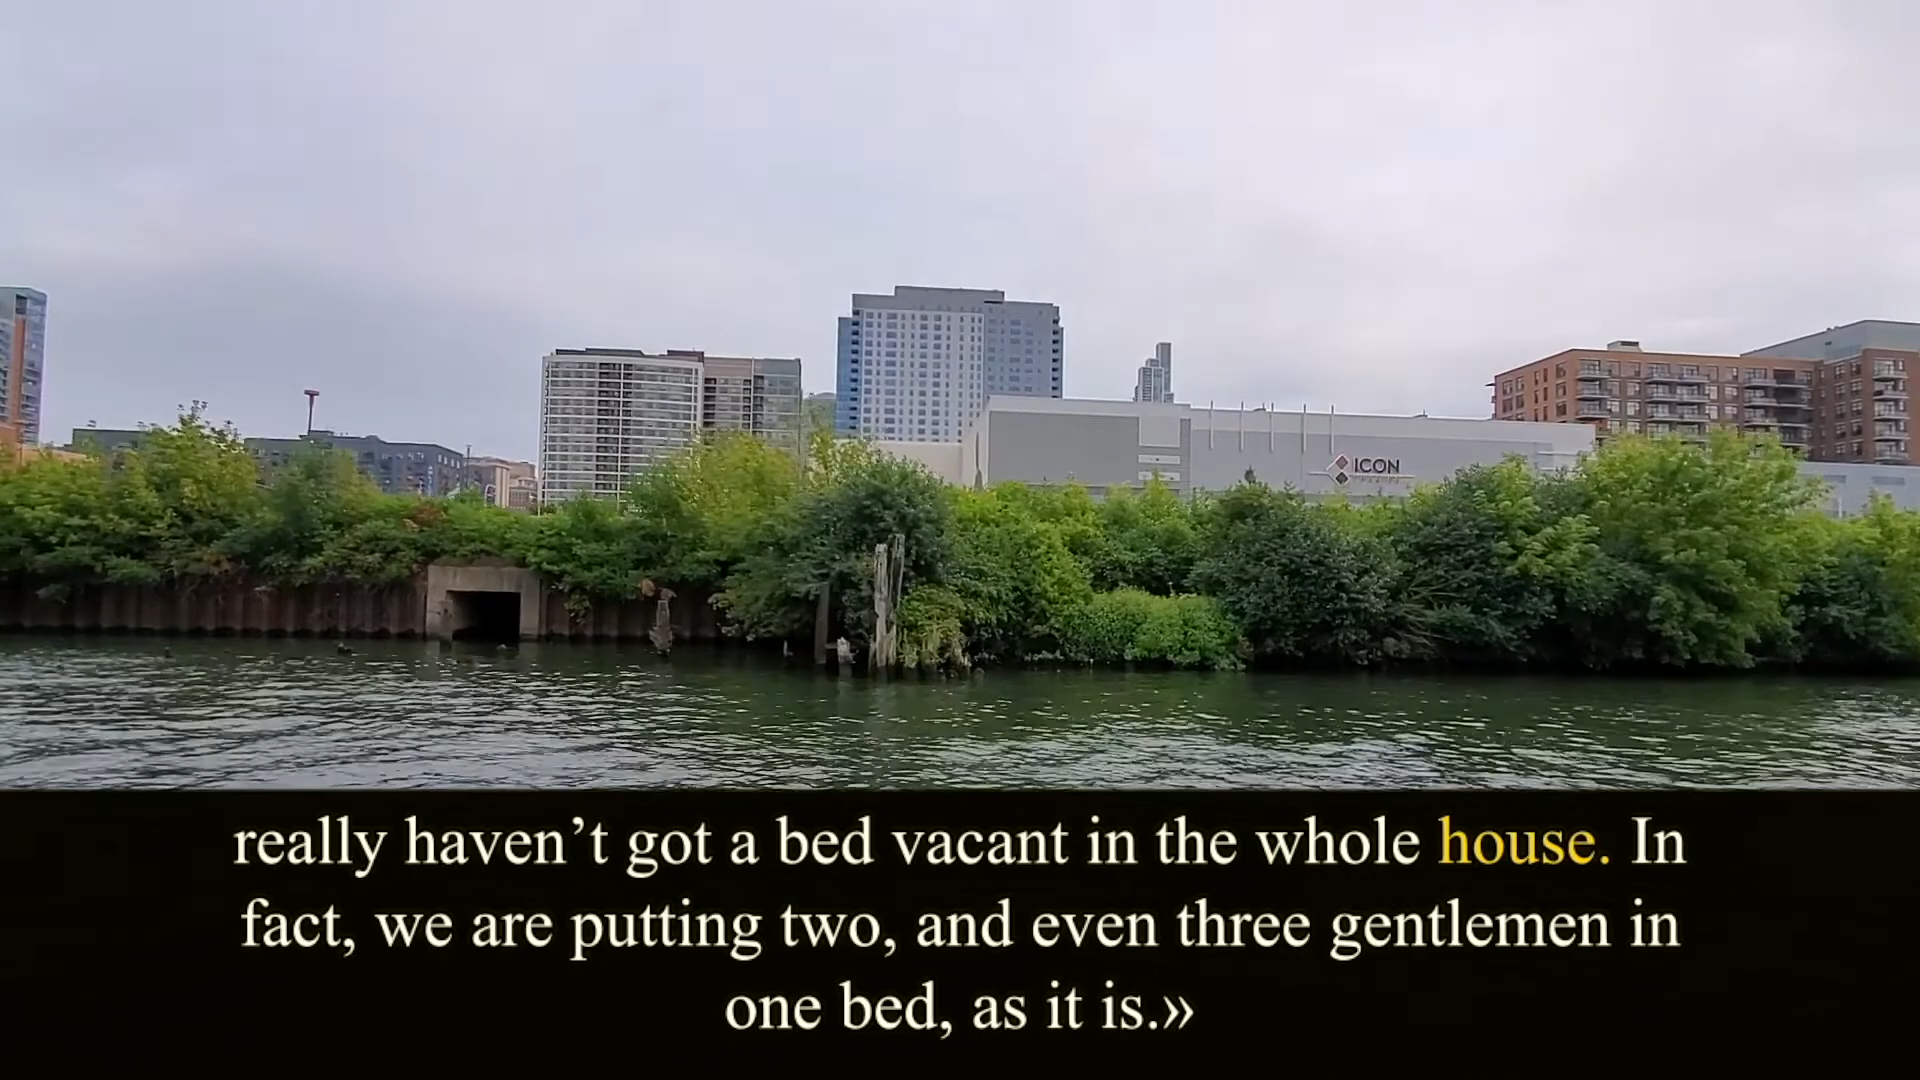 ICON
really haven’t got a bed vacant in the whole house. In
fact, we are putting two, and even three gentlemen in
one bed, as it is.»